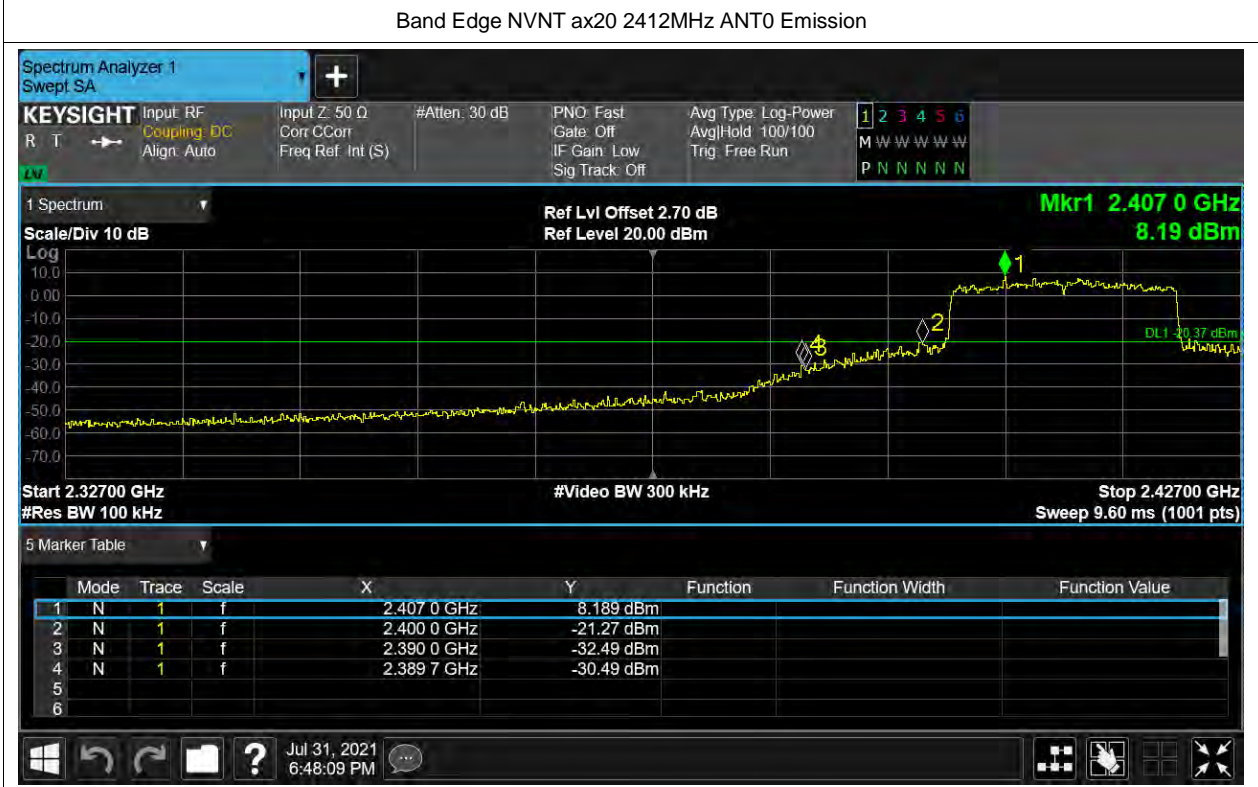 Band Edge NVNT ax20 2412MHz ANT0 Emission
Spectrum Analyzer 1
Swept SA
+
KEYSIGHT Input: RF Input Z: 50 Ω #Atten: 30 dB PNO: Fast Avg Type: Log-Power 1 2 3 4 5 6
R T Coupling: DC Corr CCorr Gate: Off Avg|Hold: 100/100 M W W W W W
Align: Auto Freq Ref: Int (S) IF Gain: Low Trig: Free Run
Sig Track: Off P N N N N N
LXI
1 Spectrum Ref Lvl Offset 2.70 dB Mkr1 2.407 0 GHz
Scale/Div 10 dB Ref Level 20.00 dBm 8.19 dBm
Log
1
10.0
0.00
-10.0
2
DL1 -20.37 dBm
-20.0
4
3
-30.0
-40.0
-50.0
-60.0
-70.0
Start 2.32700 GHz #Video BW 300 kHz Stop 2.42700 GHz
#Res BW 100 kHz Sweep 9.60 ms (1001 pts)
5 Marker Table
Mode Trace Scale X Y Function Function Width Function Value
1 N 1 f 2.407 0 GHz 8.189 dBm
2 N 1 f 2.400 0 GHz -21.27 dBm
3 N 1 f 2.390 0 GHz -32.49 dBm
4 N 1 f 2.389 7 GHz -30.49 dBm
5
6
? Jul 31, 2021
6:48:09 PM